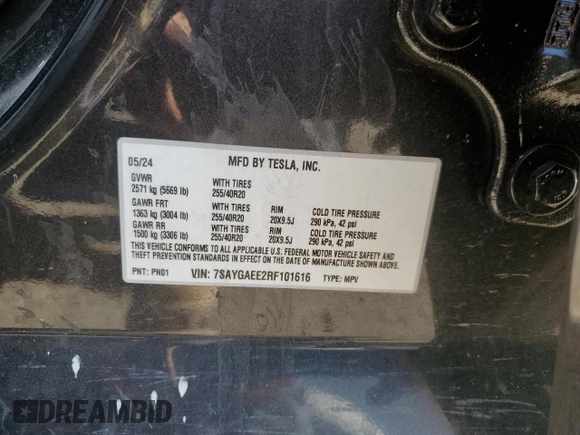 05/24 MFD BY TESLA, INC.
GVWR WITH TIRES
2571 kg (5669 lb) 255/40R20
GAWR FRT WITH TIRES RIM COLD TIRE PRESSURE
1363 kg (3004 lb) 255/40R20 20X9.5J 290 kPa, 42 psi
GAWR RR WITH TIRES RIM COLD TIRE PRESSURE
1500 kg (3306 lb) 255/40R20 20X9.5J 290 kPa, 42 psi
THIS VEHICLE CONFORMS TO ALL APPLICABLE U.S. FEDERAL MOTOR VEHICLE SAFETY AND
THEFT PREVENTION STANDARDS IN EFFECT ON THE DATE OF MANUFACTURE SHOWN ABOVE.
PNT: PN01 VIN: 7SAYGAEE2RF101616 TYPE: MPV
DREAMBID